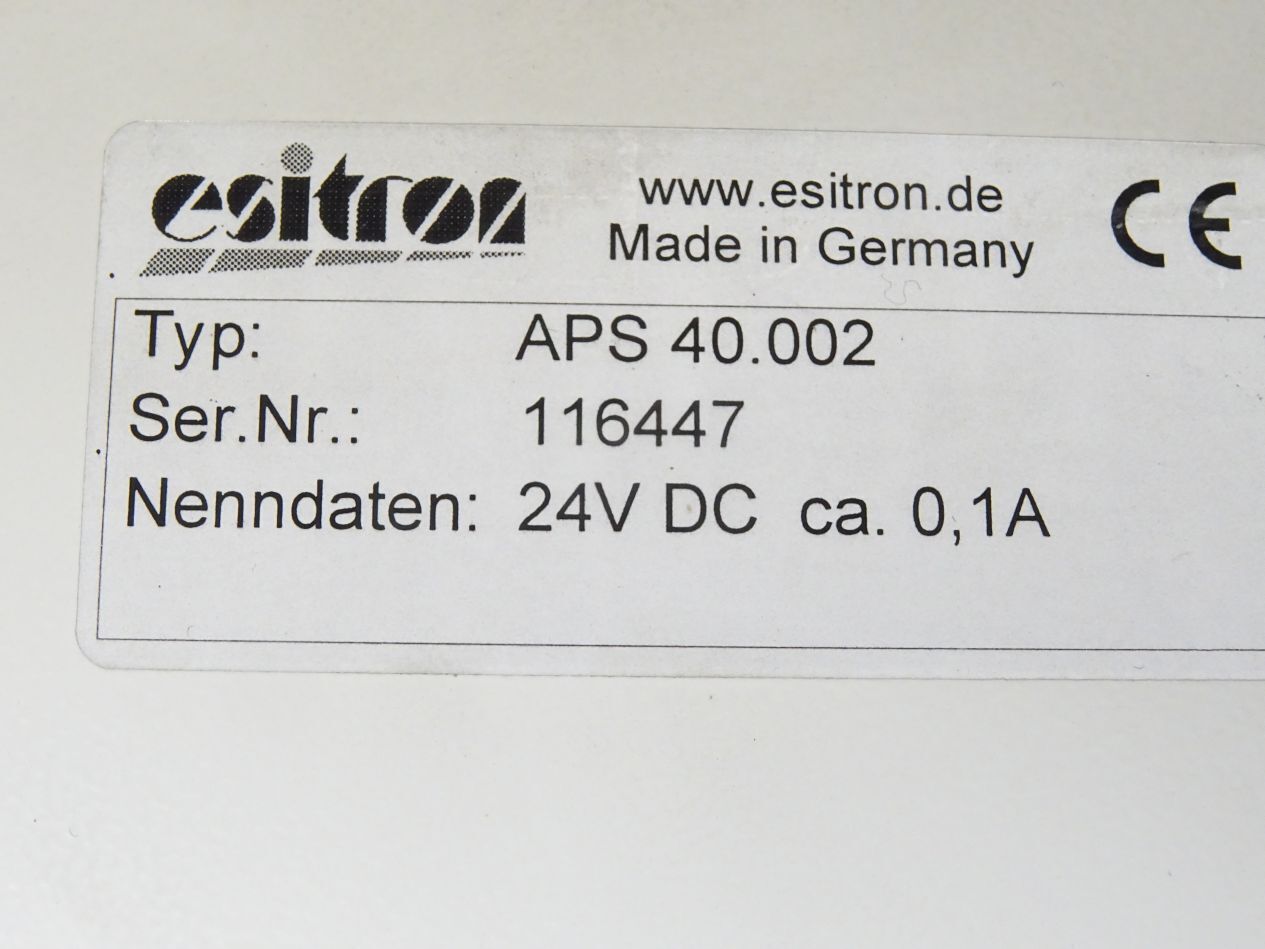 esitron
www.esitron.de
Made in Germany
CE
Typ: APS 40.002
Ser.Nr.: 116447
Nenndaten: 24V DC ca. 0,1A